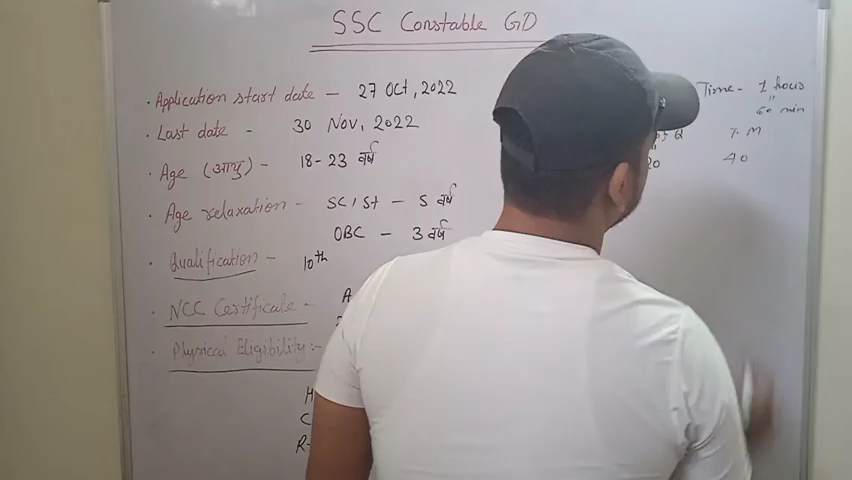 SSC Constable GD
· Application start date - 27 Oct, 2022
· Last date - 30 Nov, 2022
· Age (आयु) - 18-23 वर्ष
· Age relaxation - SC/St - 5 वर्ष
OBC - 3 वर्ष
· Qualification - 10th
· NCC Certificate - A
· Physical Eligibility :-
H
C
R-
Time - 1 hours
"
60 min
of Q T.M
20 40